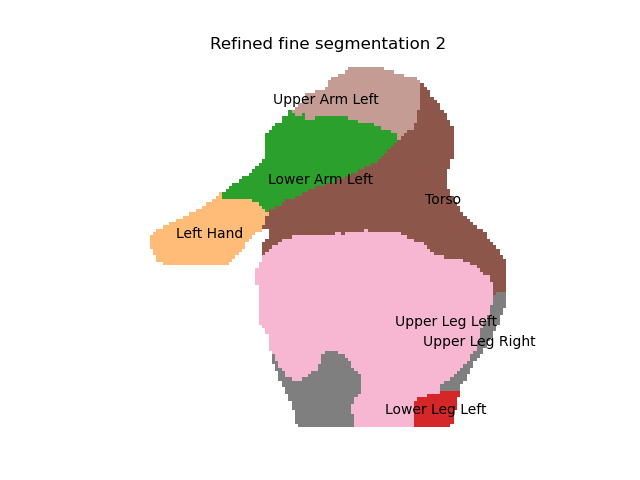 Refined fine segmentation 2
Upper Arm Left
Lower Arm Left
Torso
Left Hand
Upper Leg Left
Upper Leg Right
Lower Leg Left